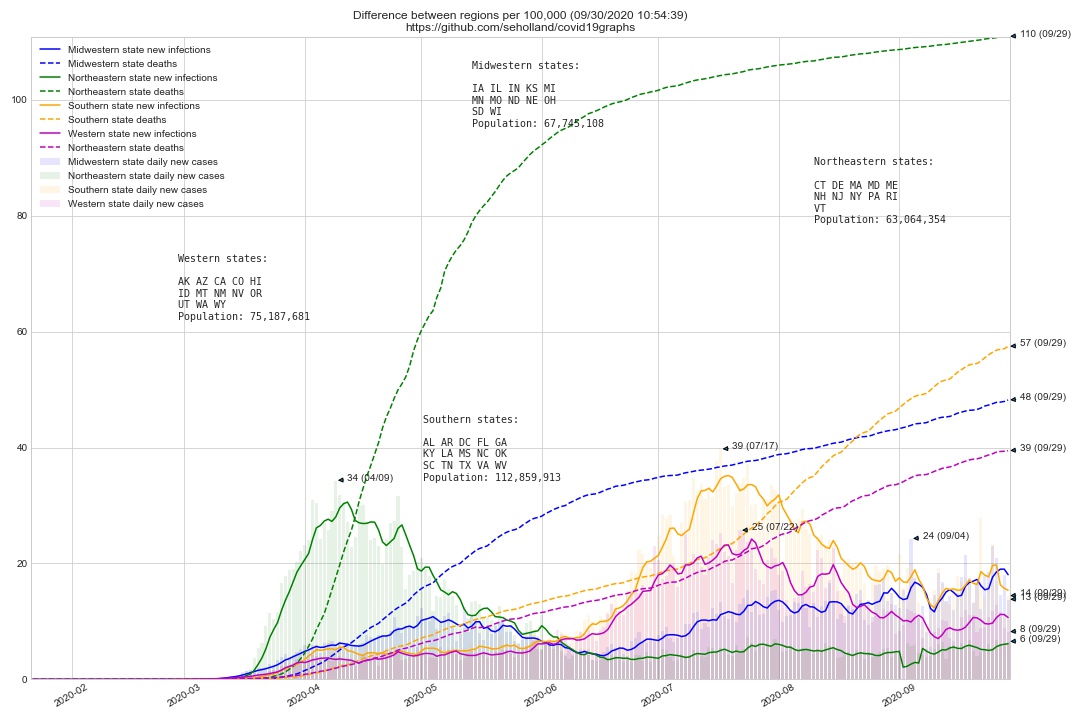 Difference between regions per 100,000 (09/30/2020 10:54:39)
https://github.com/seholland/covid19graphs
Midwestern state new infections
Midwestern state deaths
Northeastern state new infections
Northeastern state deaths
Southern state new infections
Southern state deaths
Western state new infections
Northeastern state deaths
Midwestern state daily new cases
Northeastern state daily new cases
Southern state daily new cases
Western state daily new cases
Midwestern states:
IA IL IN KS MI
MN MO ND NE OH
SD WI
Population: 67,745,108
Northeastern states:
CT DE MA MD ME
NH NJ NY PA RI
VT
Population: 63,064,354
Western states:
AK AZ CA CO HI
ID MT NM NV OR
UT WA WY
Population: 75,187,681
Southern states:
AL AR DC FL GA
KY LA MS NC OK
SC TN TX VA WV
Population: 112,859,913
110 (09/29)
57 (09/29)
48 (09/29)
39 (09/29)
39 (07/17)
34 (04/09)
25 (07/22)
24 (09/04)
14 (09/29)
13 (09/29)
8 (09/29)
6 (09/29)
100
80
60
40
20
0
2020-02
2020-03
2020-04
2020-05
2020-06
2020-07
2020-08
2020-09